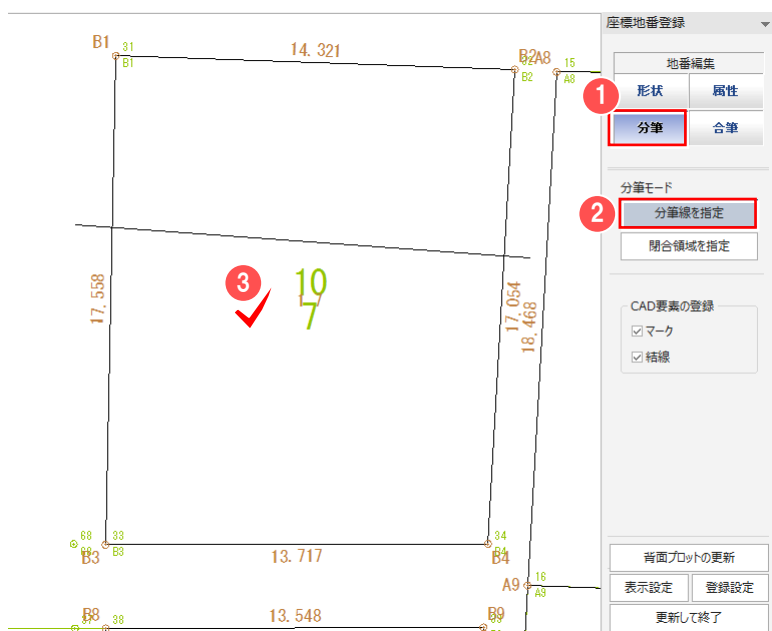 座標地番登録
地番編集
1
形状
属性
分筆
合筆
分筆モード
2
分筆線を指定
閉合領域を指定
CAD要素の登録
マーク
結線
背面プロットの更新
表示設定
登録設定
更新して終了
B1
31
B1
14.321
B2
B2
A8
15
A8
3
10
7
17.558
17.054
18.468
68
33
B3
B3
13.717
34
B4
B4
A9
16
A9
B8
38
13.548
B9